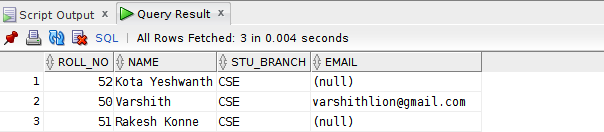 Script Output × Query Result ×
SQL | All Rows Fetched: 3 in 0.004 seconds
ROLL_NO NAME STU_BRANCH EMAIL
1 52 Kota Yeshwanth CSE (null)
2 50 Varshith CSE varshithlion@gmail.com
3 51 Rakesh Konne CSE (null)